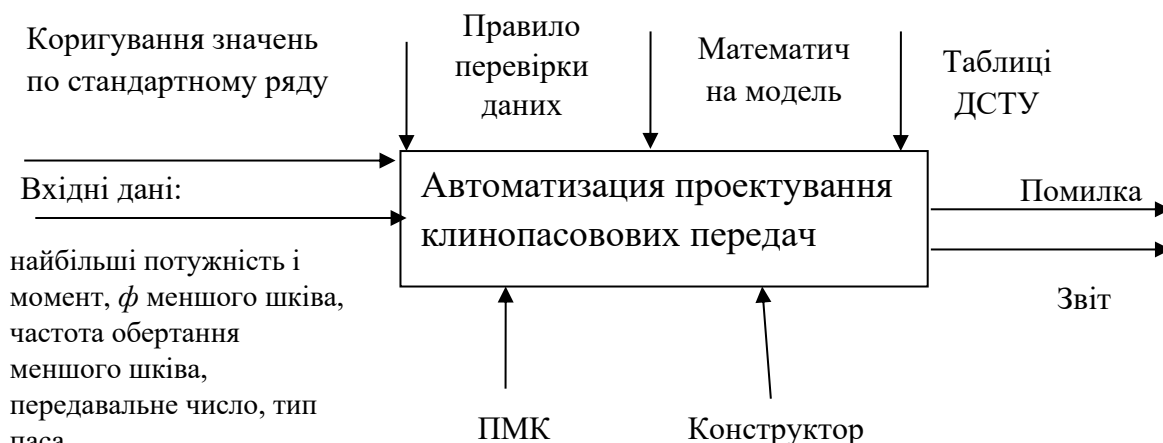 Коригування значень
по стандартному ряду
Правило
перевірки
даних
Математич
на модель
Таблиці
ДСТУ
Вхідні дані:
Автоматизация проектування
клинопасовових передач
Помилка
Звіт
найбільші потужність і
момент, ф меншого шківа,
частота обертання
меншого шківа,
передавальне число, тип
паса
ПМК
Конструктор